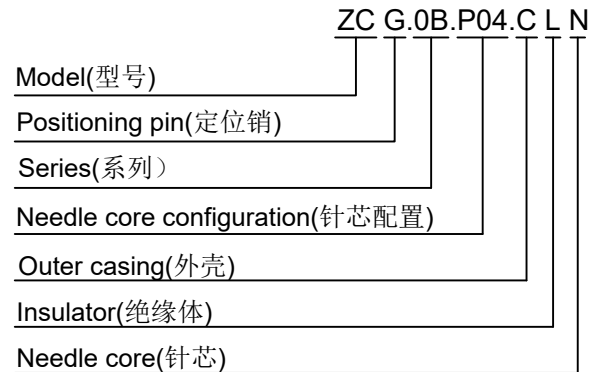 ZC G.0B.P04.C L N
Model(型号)
Positioning pin(定位销)
Series(系列）
Needle core configuration(针芯配置)
Outer casing(外壳)
Insulator(绝缘体)
Needle core(针芯)